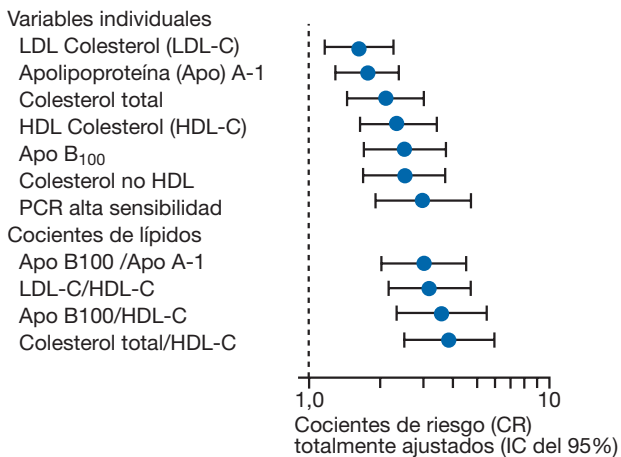 Variables individuales
LDL Colesterol (LDL-C)
Apolipoproteína (Apo) A-1
Colesterol total
HDL Colesterol (HDL-C)
Apo B₁₀₀
Colesterol no HDL
PCR alta sensibilidad
Cocientes de lípidos
Apo B100 /Apo A-1
LDL-C/HDL-C
Apo B100/HDL-C
Colesterol total/HDL-C
1,0 10
Cocientes de riesgo (CR)
totalmente ajustados (IC del 95%)